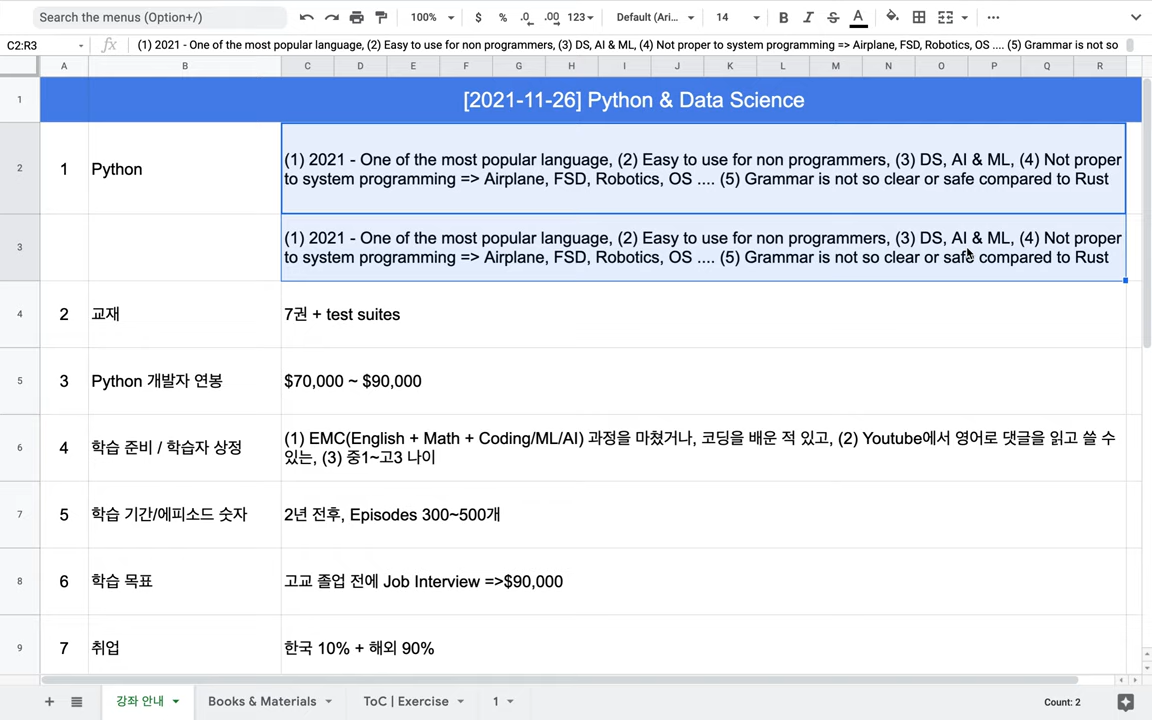 Search the menus (Option+/)
100%
$ % .0 .00 123
Default (Ari...
14
B I S A
C2:R3
fx
(1) 2021 - One of the most popular language, (2) Easy to use for non programmers, (3) DS, AI & ML, (4) Not proper to system programming => Airplane, FSD, Robotics, OS .... (5) Grammar is not so
A B C D E F G H I J K L M N O P Q R
1
[2021-11-26] Python & Data Science
2
1
Python
(1) 2021 - One of the most popular language, (2) Easy to use for non programmers, (3) DS, AI & ML, (4) Not proper
to system programming => Airplane, FSD, Robotics, OS .... (5) Grammar is not so clear or safe compared to Rust
3
(1) 2021 - One of the most popular language, (2) Easy to use for non programmers, (3) DS, AI & ML, (4) Not proper
to system programming => Airplane, FSD, Robotics, OS .... (5) Grammar is not so clear or safe compared to Rust
4
2
교재
7권 + test suites
5
3
Python 개발자 연봉
$70,000 ~ $90,000
6
4
학습 준비 / 학습자 상정
(1) EMC(English + Math + Coding/ML/AI) 과정을 마쳤거나, 코딩을 배운 적 있고, (2) Youtube에서 영어로 댓글을 읽고 쓸 수
있는, (3) 중1~고3 나이
7
5
학습 기간/에피소드 숫자
2년 전후, Episodes 300~500개
8
6
학습 목표
고교 졸업 전에 Job Interview =>$90,000
9
7
취업
한국 10% + 해외 90%
강좌 안내
Books & Materials
ToC | Exercise
1
Count: 2